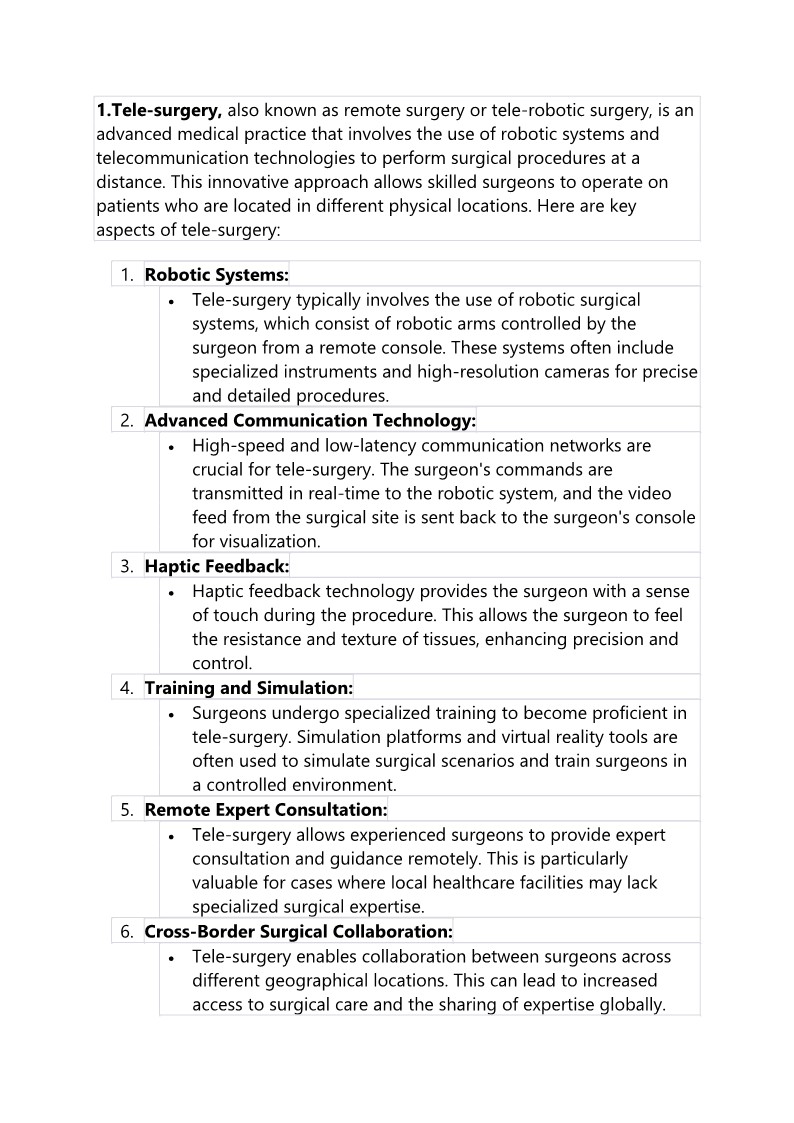 1.Tele-surgery, also known as remote surgery or tele-robotic surgery, is an
advanced medical practice that involves the use of robotic systems and
telecommunication technologies to perform surgical procedures at a
distance. This innovative approach allows skilled surgeons to operate on
patients who are located in different physical locations. Here are key
aspects of tele-surgery:
1. Robotic Systems:
• Tele-surgery typically involves the use of robotic surgical
systems, which consist of robotic arms controlled by the
surgeon from a remote console. These systems often include
specialized instruments and high-resolution cameras for precise
and detailed procedures.
2. Advanced Communication Technology:
• High-speed and low-latency communication networks are
crucial for tele-surgery. The surgeon's commands are
transmitted in real-time to the robotic system, and the video
feed from the surgical site is sent back to the surgeon's console
for visualization.
3. Haptic Feedback:
• Haptic feedback technology provides the surgeon with a sense
of touch during the procedure. This allows the surgeon to feel
the resistance and texture of tissues, enhancing precision and
control.
4. Training and Simulation:
• Surgeons undergo specialized training to become proficient in
tele-surgery. Simulation platforms and virtual reality tools are
often used to simulate surgical scenarios and train surgeons in
a controlled environment.
5. Remote Expert Consultation:
• Tele-surgery allows experienced surgeons to provide expert
consultation and guidance remotely. This is particularly
valuable for cases where local healthcare facilities may lack
specialized surgical expertise.
6. Cross-Border Surgical Collaboration:
• Tele-surgery enables collaboration between surgeons across
different geographical locations. This can lead to increased
access to surgical care and the sharing of expertise globally.